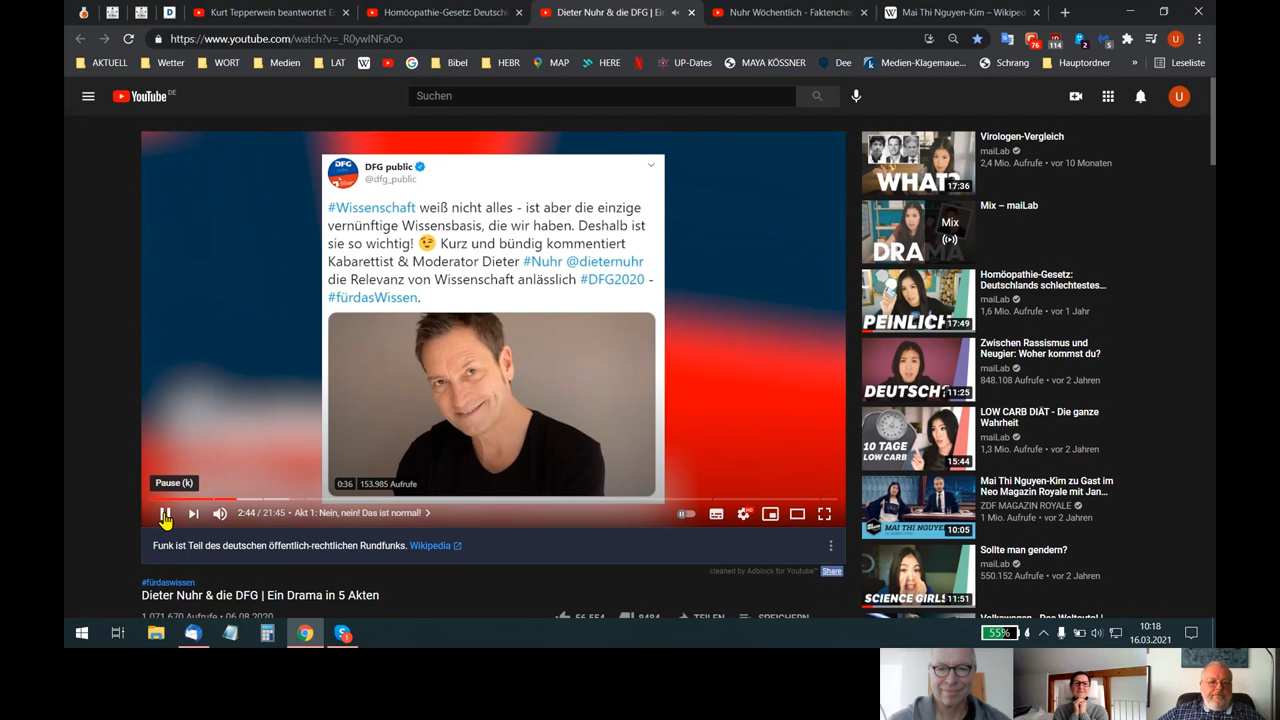 Kurt Tepperwein beantwortet E
Homöopathie-Gesetz: Deutschl
Dieter Nuhr & die DFG | Ein
Nuhr Wöchentlich - Faktenche
Mai Thi Nguyen-Kim – Wikiped
https://www.youtube.com/watch?v=_R0ywINFaOo
76
114
2
5
U
AKTUELL
Wetter
WORT
Medien
LAT
Bibel
HEBR
MAP
HERE
UP-Dates
MAYA KÖSSNER
Dee
Medien-Klagemaue...
Schrang
Hauptordner
»
Leseliste
YouTube DE
Suchen
U
DFG public
@dfg_public
#Wissenschaft weiß nicht alles - ist aber die einzige
vernünftige Wissensbasis, die wir haben. Deshalb ist
sie so wichtig! 😉 Kurz und bündig kommentiert
Kabarettist & Moderator Dieter #Nuhr @dieternuhr
die Relevanz von Wissenschaft anlässlich #DFG2020 -
#fürdasWissen.
0:36 | 153.985 Aufrufe
Pause (k)
2:44 / 21:45 • Akt 1: Nein, nein! Das ist normal!
Funk ist Teil des deutschen öffentlich-rechtlichen Rundfunks. Wikipedia
cleaned by Adblock for Youtube™ Share
#fürdaswissen
Dieter Nuhr & die DFG | Ein Drama in 5 Akten
1.071.670 Aufrufe • 06.08.2020
56.554
8484
TEILEN
SPEICHERN
WHAT?
17:36
Virologen-Vergleich
maiLab
2,4 Mio. Aufrufe • vor 10 Monaten
DRAMA
Mix
Mix – maiLab
PEINLICH
17:49
Homöopathie-Gesetz:
Deutschlands schlechtestes...
maiLab
1,6 Mio. Aufrufe • vor 1 Jahr
DEUTSCH?
11:25
Zwischen Rassismus und
Neugier: Woher kommst du?
maiLab
848.108 Aufrufe • vor 2 Jahren
10 TAGE
LOW CARB
15:44
LOW CARB DIÄT - Die ganze
Wahrheit
maiLab
1,3 Mio. Aufrufe • vor 2 Jahren
MAI THI NGUYEN-KIM
10:05
Mai Thi Nguyen-Kim zu Gast im
Neo Magazin Royale mit Jan...
ZDF MAGAZIN ROYALE
1 Mio. Aufrufe • vor 2 Jahren
SCIENCE GIRLS
11:51
Sollte man gendern?
maiLab
550.152 Aufrufe • vor 2 Jahren
55%
10:18
16.03.2021